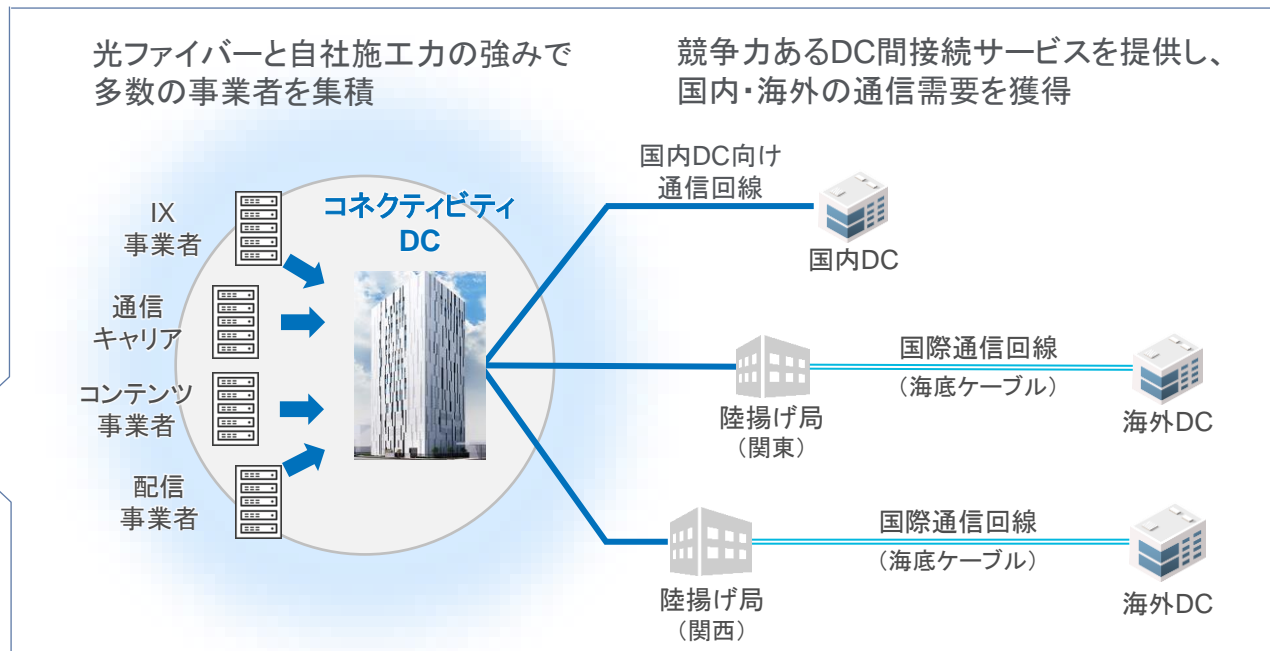 光ファイバーと自社施工力の強みで
多数の事業者を集積
競争力あるDC間接続サービスを提供し、
国内・海外の通信需要を獲得
IX
事業者
通信
キャリア
コンテンツ
事業者
配信
事業者
コネクティビティ
DC
国内DC向け
通信回線
国内DC
陸揚げ局
（関東）
国際通信回線
（海底ケーブル）
海外DC
陸揚げ局
（関西）
国際通信回線
（海底ケーブル）
海外DC